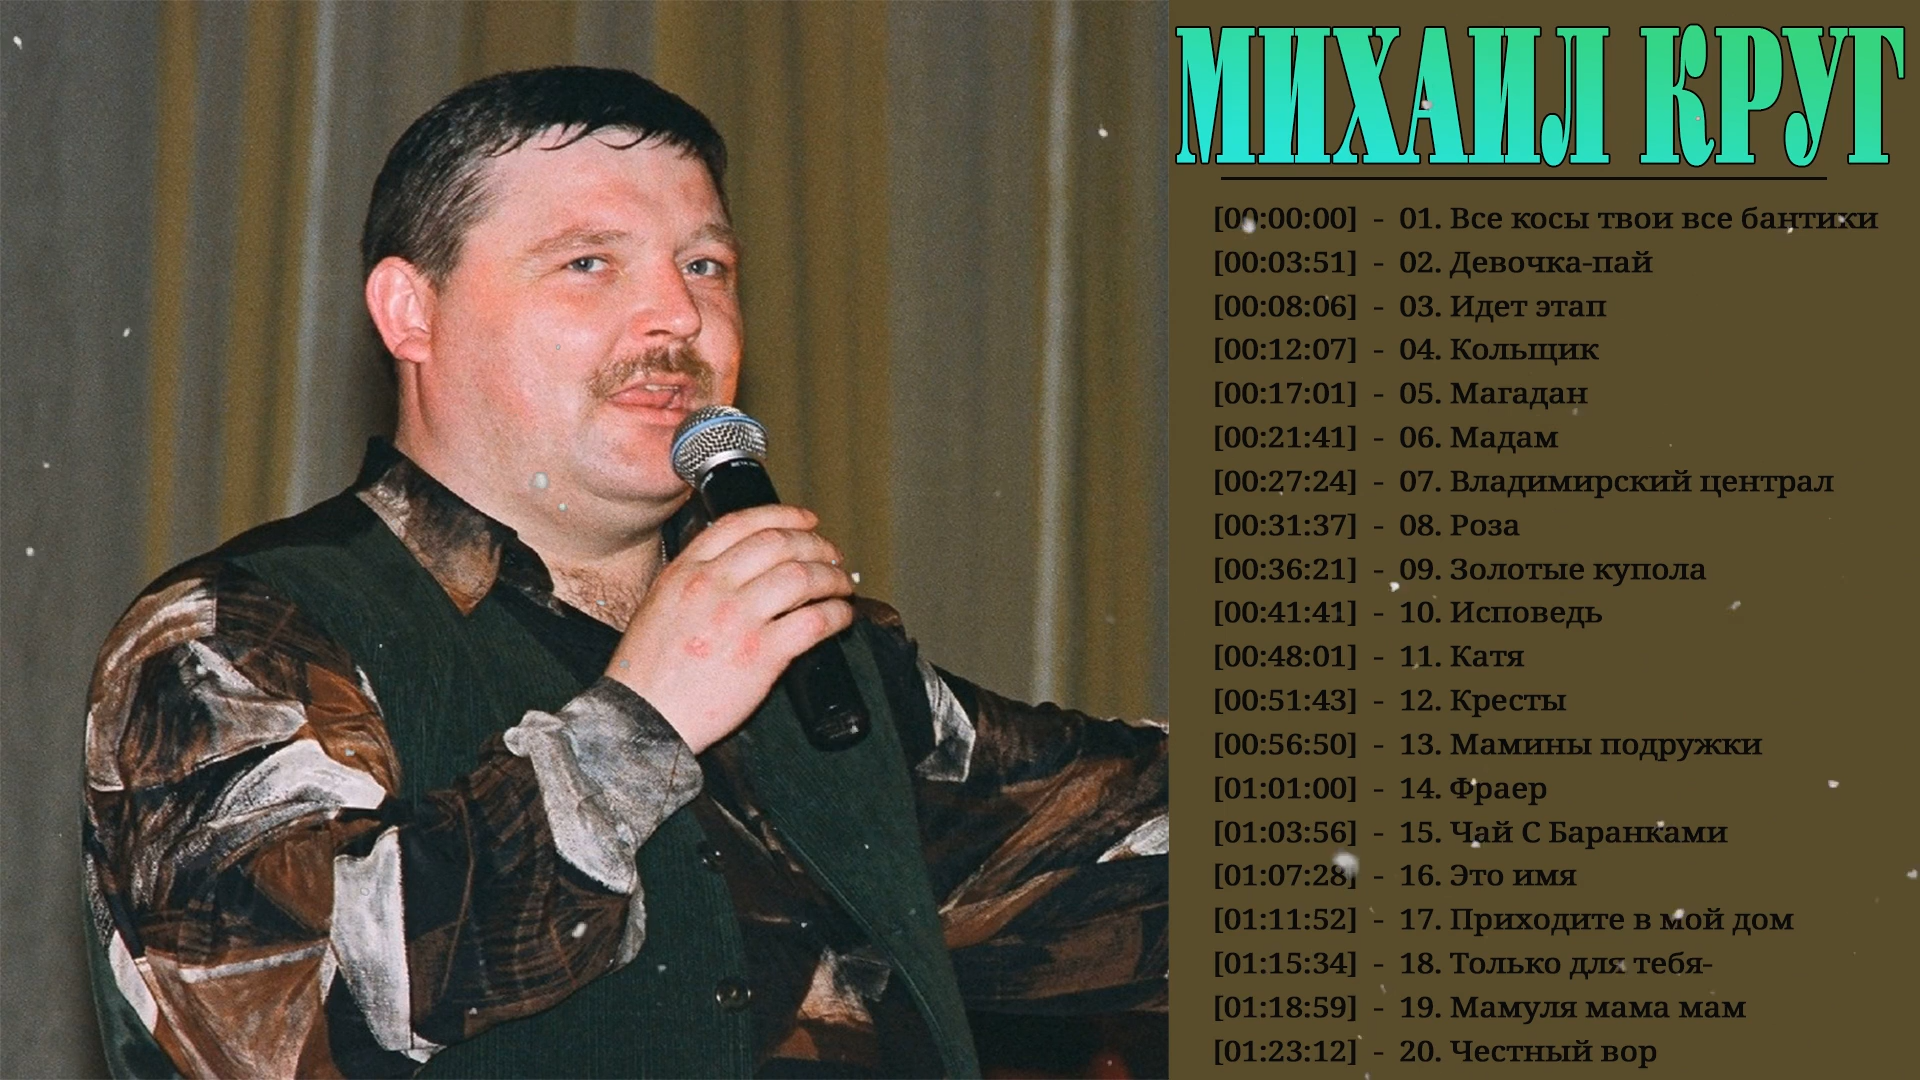 МИХАИЛ КРУГ
[00:00:00] - 01. Все косы твои все бантики
[00:03:51] - 02. Девочка-пай
[00:08:06] - 03. Идет этап
[00:12:07] - 04. Кольщик
[00:17:01] - 05. Магадан
[00:21:41] - 06. Мадам
[00:27:24] - 07. Владимирский централ
[00:31:37] - 08. Роза
[00:36:21] - 09. Золотые купола
[00:41:41] - 10. Исповедь
[00:48:01] - 11. Катя
[00:51:43] - 12. Кресты
[00:56:50] - 13. Мамины подружки
[01:01:00] - 14. Фраер
[01:03:56] - 15. Чай С Баранками
[01:07:28] - 16. Это имя
[01:11:52] - 17. Приходите в мой дом
[01:15:34] - 18. Только для тебя-
[01:18:59] - 19. Мамуля мама мам
[01:23:12] - 20. Честный вор